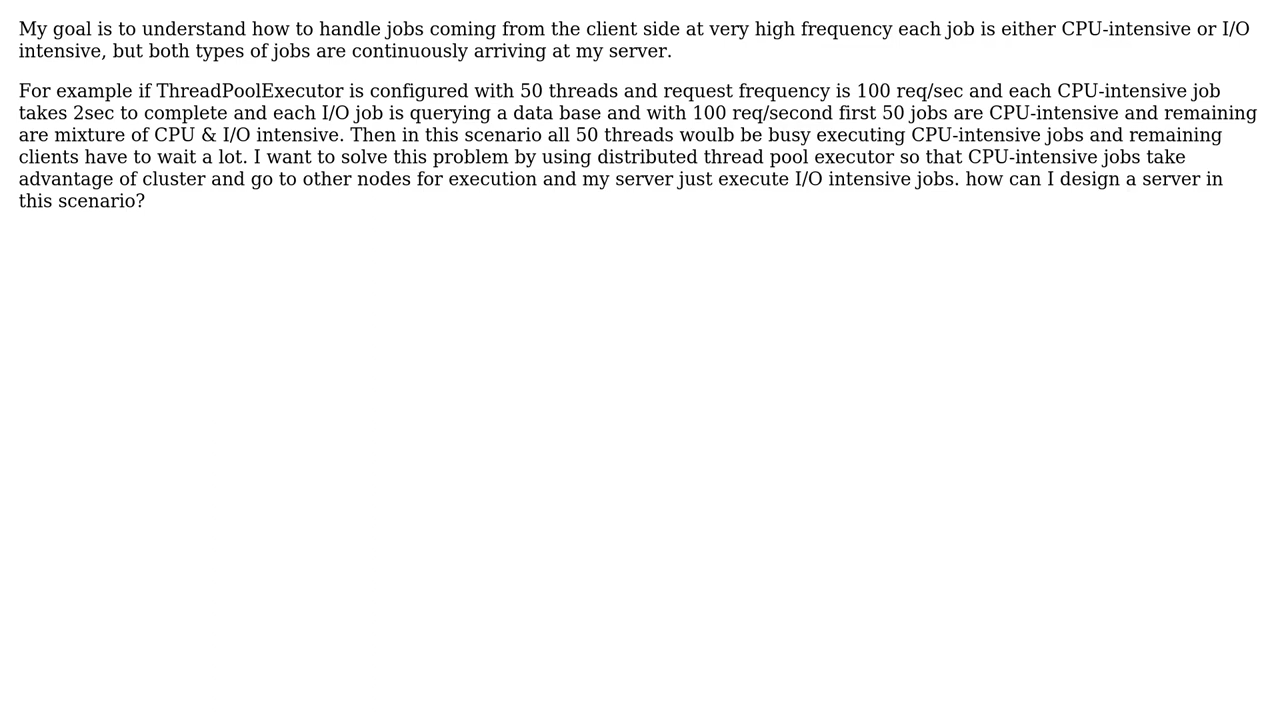 My goal is to understand how to handle jobs coming from the client side at very high frequency each job is either CPU-intensive or I/O
intensive, but both types of jobs are continuously arriving at my server.
For example if ThreadPoolExecutor is configured with 50 threads and request frequency is 100 req/sec and each CPU-intensive job
takes 2sec to complete and each I/O job is querying a data base and with 100 req/second first 50 jobs are CPU-intensive and remaining
are mixture of CPU & I/O intensive. Then in this scenario all 50 threads woulb be busy executing CPU-intensive jobs and remaining
clients have to wait a lot. I want to solve this problem by using distributed thread pool executor so that CPU-intensive jobs take
advantage of cluster and go to other nodes for execution and my server just execute I/O intensive jobs. how can I design a server in
this scenario?